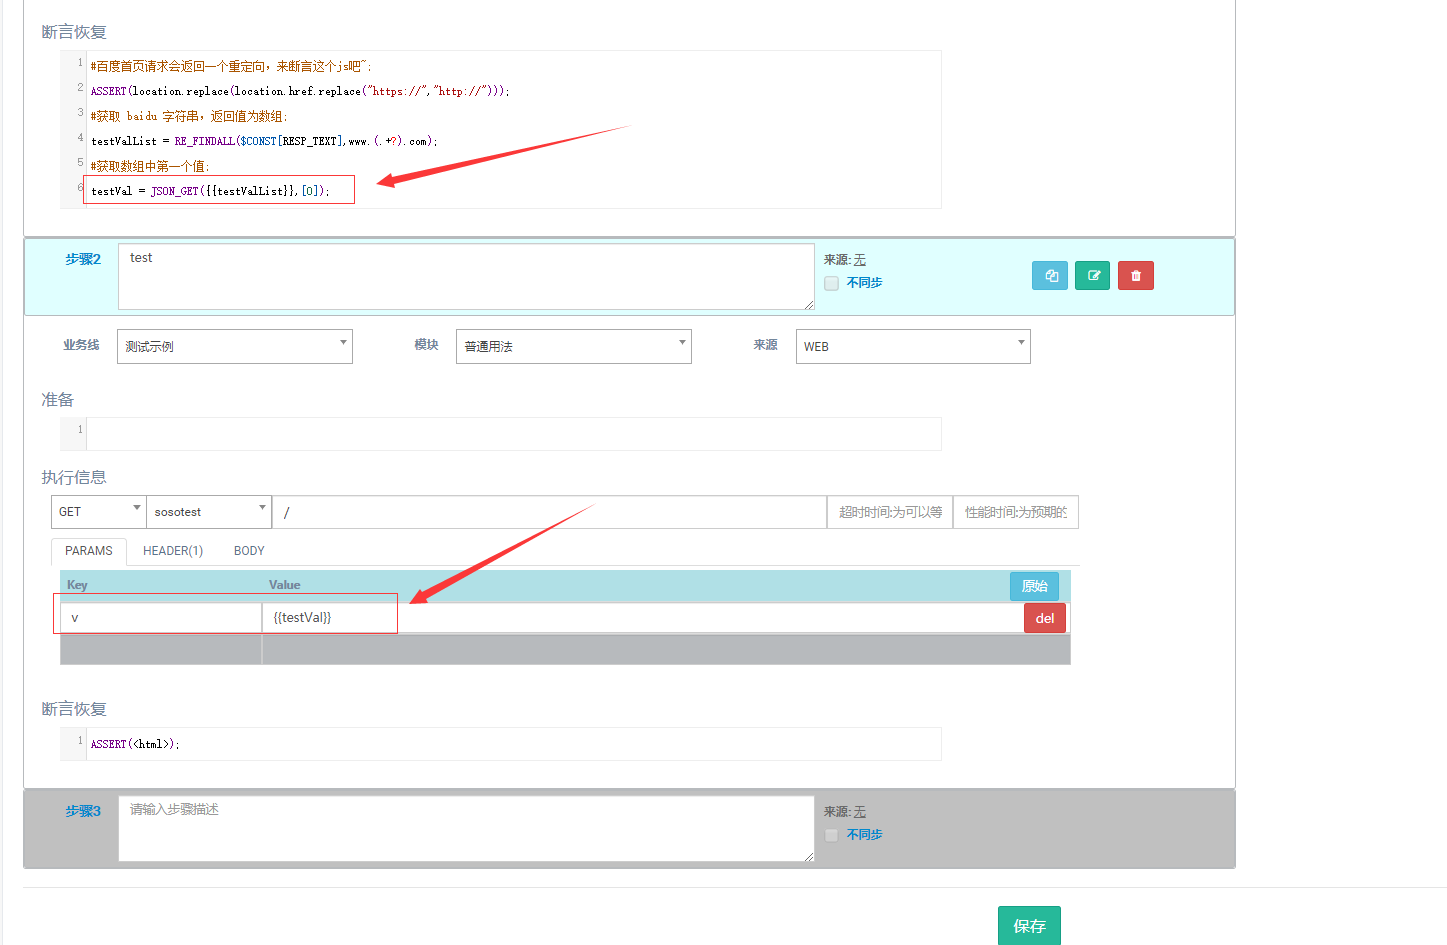 断言恢复
1 #百度首页请求会返回一个重定向，来断言这个js吧~;
2 ASSERT(location.replace(location.href.replace("https://","http://")));
3 #获取 baidu 字符串，返回值为数组;
4 testValList = RE_FINDALL($CONST[RESP_TEXT],www.(.+?).com);
5 #获取数组中第一个值;
6 testVal = JSON_GET({{testValList}},[0]);
步骤2 test 来源: 无
不同步
业务线 测试示例 模块 普通用法 来源 WEB
准备
1
执行信息
GET sosotest / 超时时间:为可以等 性能时间:为预期的
PARAMS HEADER(1) BODY
Key Value 原始
v {{testVal}} del
断言恢复
1 ASSERT(<html>);
步骤3 请输入步骤描述 来源: 无
不同步
保存